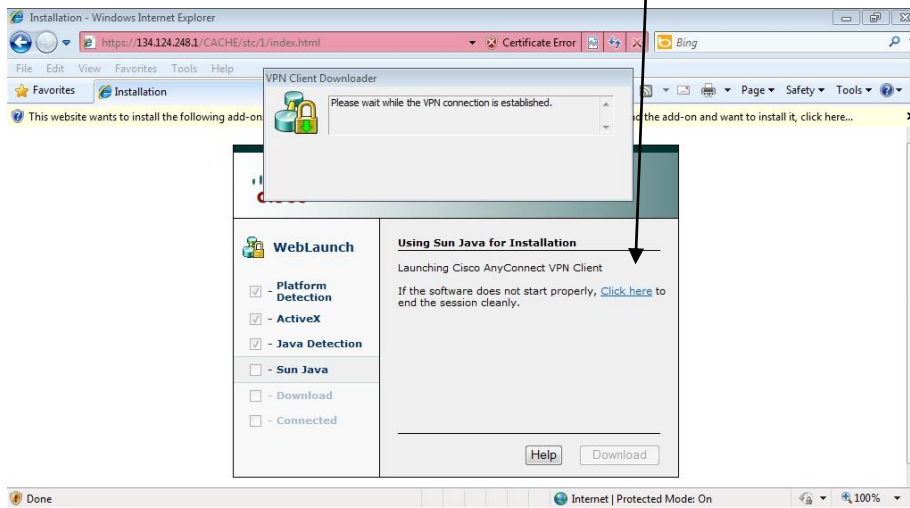 Installation - Windows Internet Explorer
https://134.124.248.1/CACHE/stc/1/index.html
Certificate Error
Bing
File Edit View Favorites Tools Help
Favorites
Installation
Page Safety Tools
This website wants to install the following add-on:
the add-on and want to install it, click here...
VPN Client Downloader
Please wait while the VPN connection is established.
WebLaunch
- Platform Detection
- ActiveX
- Java Detection
- Sun Java
- Download
- Connected
Using Sun Java for Installation
Launching Cisco AnyConnect VPN Client
If the software does not start properly, Click here to
end the session cleanly.
Help
Download
Done
Internet | Protected Mode: On
100%